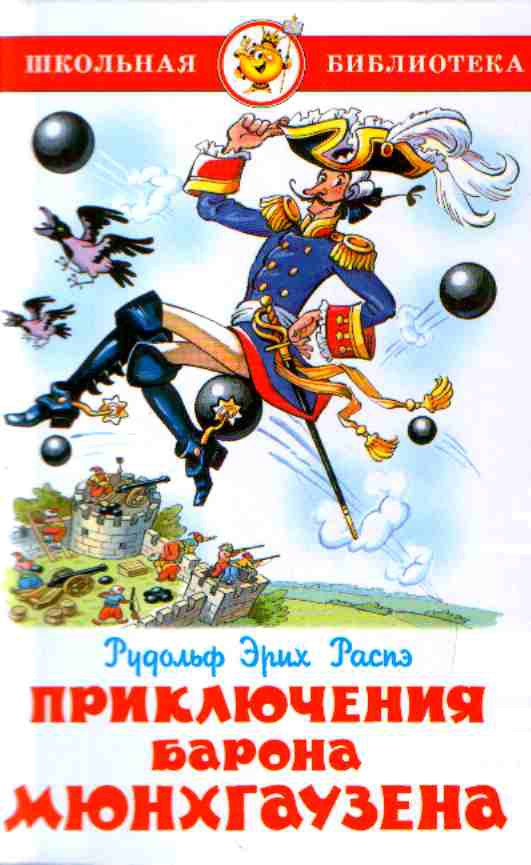 ШКОЛЬНАЯ БИБЛИОТЕКА
Рудольф Эрих Распэ
ПРИКЛЮЧЕНИЯ
БАРОНА
МЮНХГАУЗЕНА